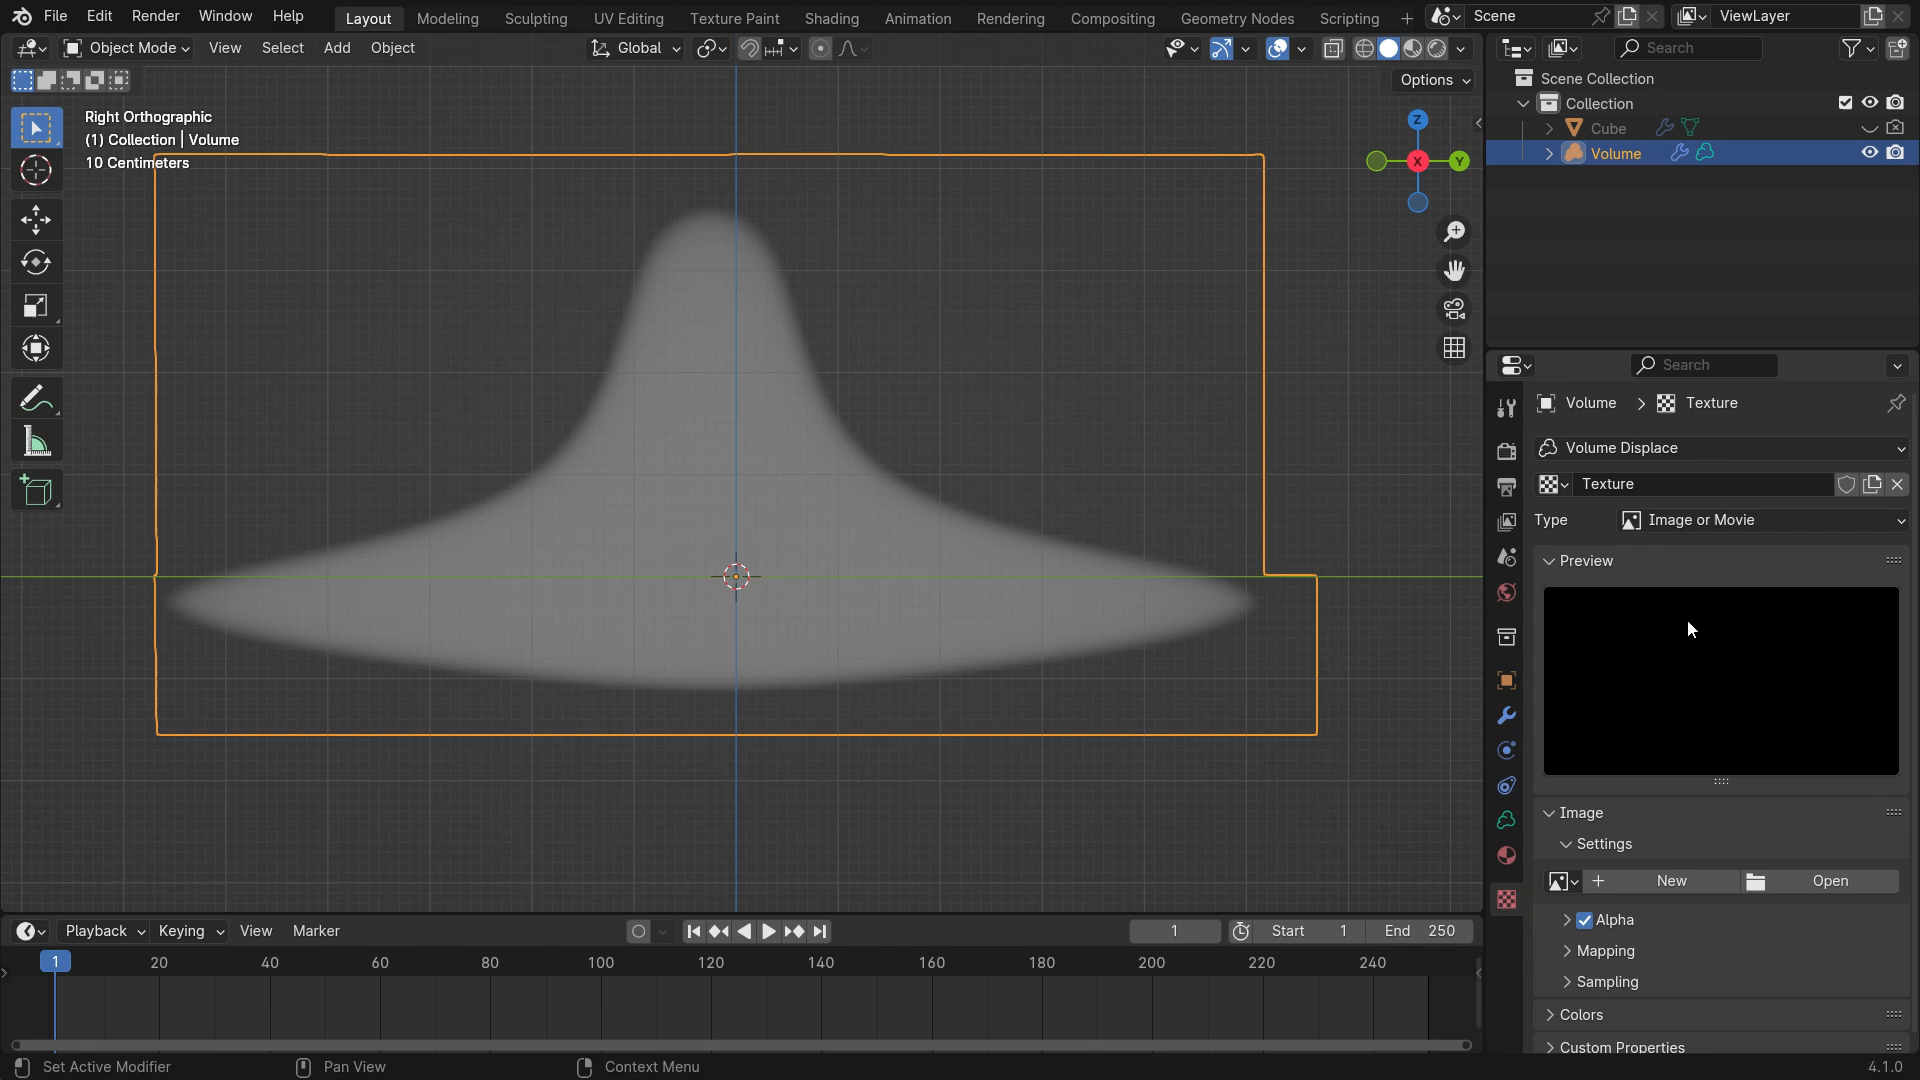 File Edit Render Window Help Layout Modeling Sculpting UV Editing Texture Paint Shading Animation Rendering Compositing Geometry Nodes Scripting + Scene ViewLayer
Object Mode View Select Add Object Global Search
Options
Right Orthographic
(1) Collection | Volume
10 Centimeters
Z
X
Y
Scene Collection
Collection
Cube
Volume
Search
Volume > Texture
Volume Displace
Texture
Type Image or Movie
Preview
Image
Settings
+ New Open
Alpha
Mapping
Sampling
Colors
Custom Properties
Playback Keying View Marker 1 Start 1 End 250
1 20 40 60 80 100 120 140 160 180 200 220 240
Set Active Modifier Pan View Context Menu 4.1.0